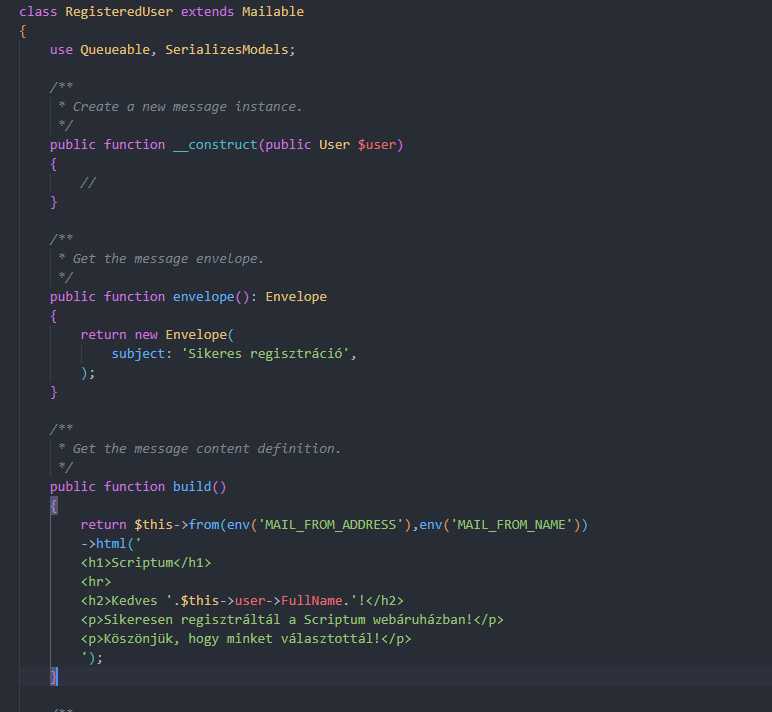 class RegisteredUser extends Mailable
{
    use Queueable, SerializesModels;

    /**
     * Create a new message instance.
     */
    public function __construct(public User $user)
    {
        //
    }

    /**
     * Get the message envelope.
     */
    public function envelope(): Envelope
    {
        return new Envelope(
            subject: 'Sikeres regisztráció',
        );
    }

    /**
     * Get the message content definition.
     */
    public function build()
    {
        return $this->from(env('MAIL_FROM_ADDRESS'),env('MAIL_FROM_NAME'))
        ->html('
        <h1>Scriptum</h1>
        <hr>
        <h2>Kedves '.$this->user->FullName.'!</h2>
        <p>Sikeresen regisztráltál a Scriptum webáruházban!</p>
        <p>Köszönjük, hogy minket választottál!</p>
        ');
    }

    /**